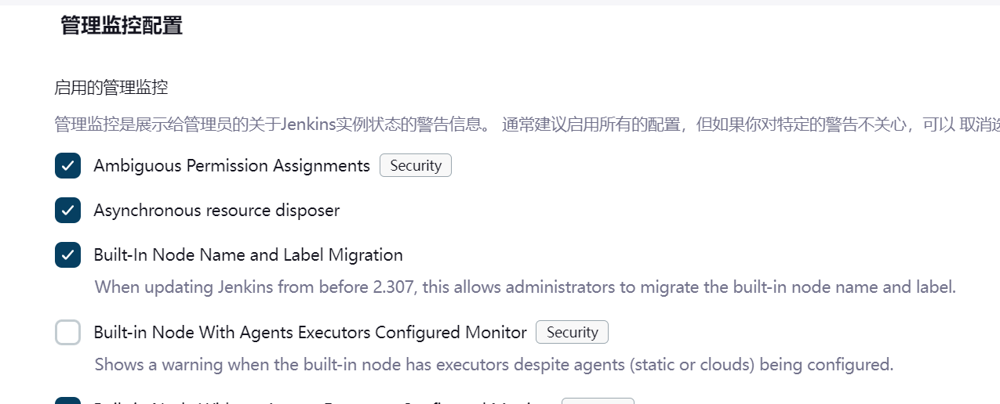 管理监控配置
启用的管理监控
管理监控是展示给管理员的关于Jenkins实例状态的警告信息。 通常建议启用所有的配置，但如果你对特定的警告不关心，可以 取消
Ambiguous Permission Assignments Security
Asynchronous resource disposer
Built-In Node Name and Label Migration
When updating Jenkins from before 2.307, this allows administrators to migrate the built-in node name and label.
Built-in Node With Agents Executors Configured Monitor Security
Shows a warning when the built-in node has executors despite agents (static or clouds) being configured.